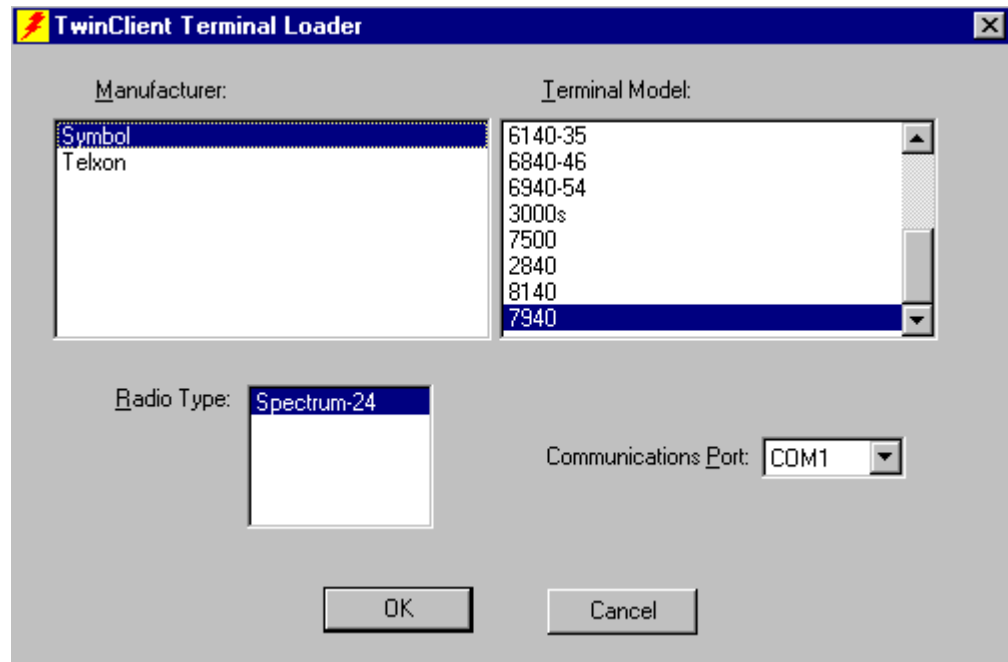 TwinClient Terminal Loader
Manufacturer:
Symbol
Telxon
Terminal Model:
6140-35
6840-46
6940-54
3000s
7500
2840
8140
7940
Radio Type:
Spectrum-24
Communications Port:
COM1
OK
Cancel